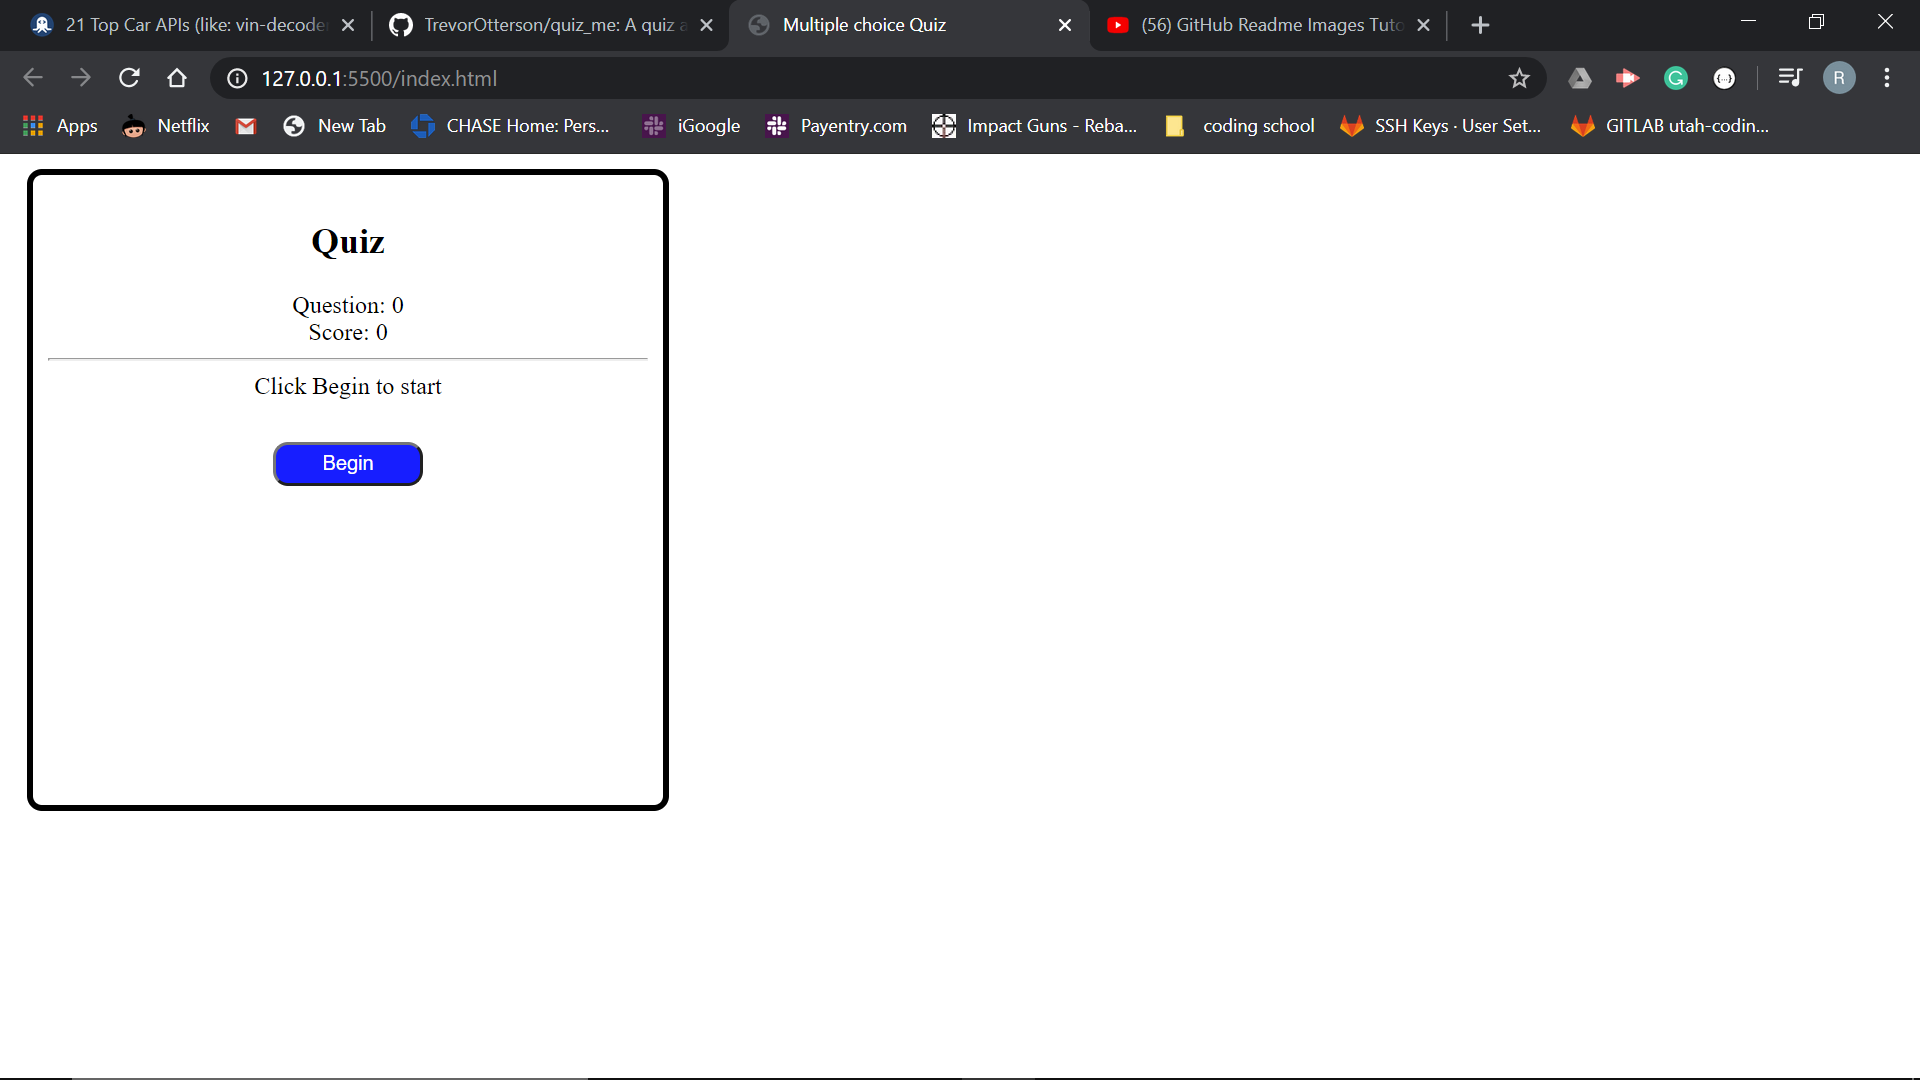 21 Top Car APIs (like: vin-decoder
TrevorOtterson/quiz_me: A quiz a
Multiple choice Quiz
(56) GitHub Readme Images Tuto
127.0.0.1:5500/index.html
R
Apps
Netflix
New Tab
CHASE Home: Pers...
iGoogle
Payentry.com
Impact Guns - Reba...
coding school
SSH Keys · User Set...
GITLAB utah-codin...
Quiz
Question: 0
Score: 0
Click Begin to start
Begin